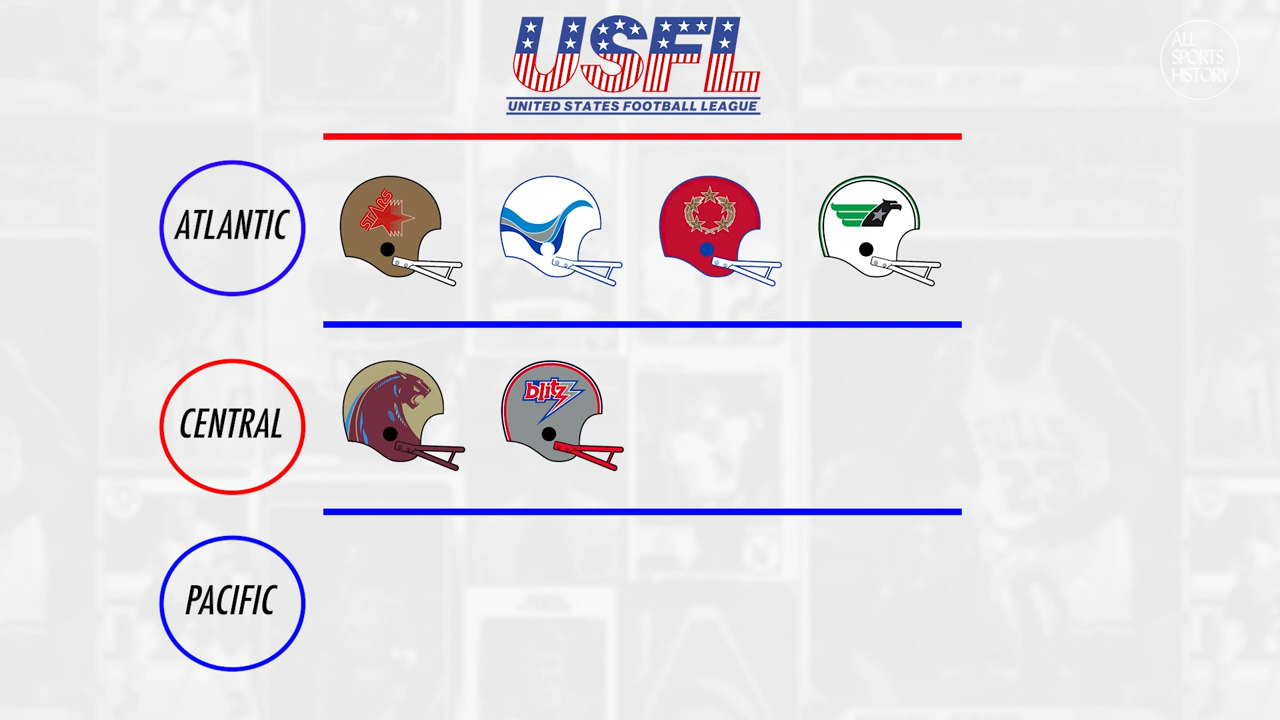 USFL
UNITED STATES FOOTBALL LEAGUE
ALL
SPORTS
HISTORY
ATLANTIC
STARS
CENTRAL
Blitz
PACIFIC